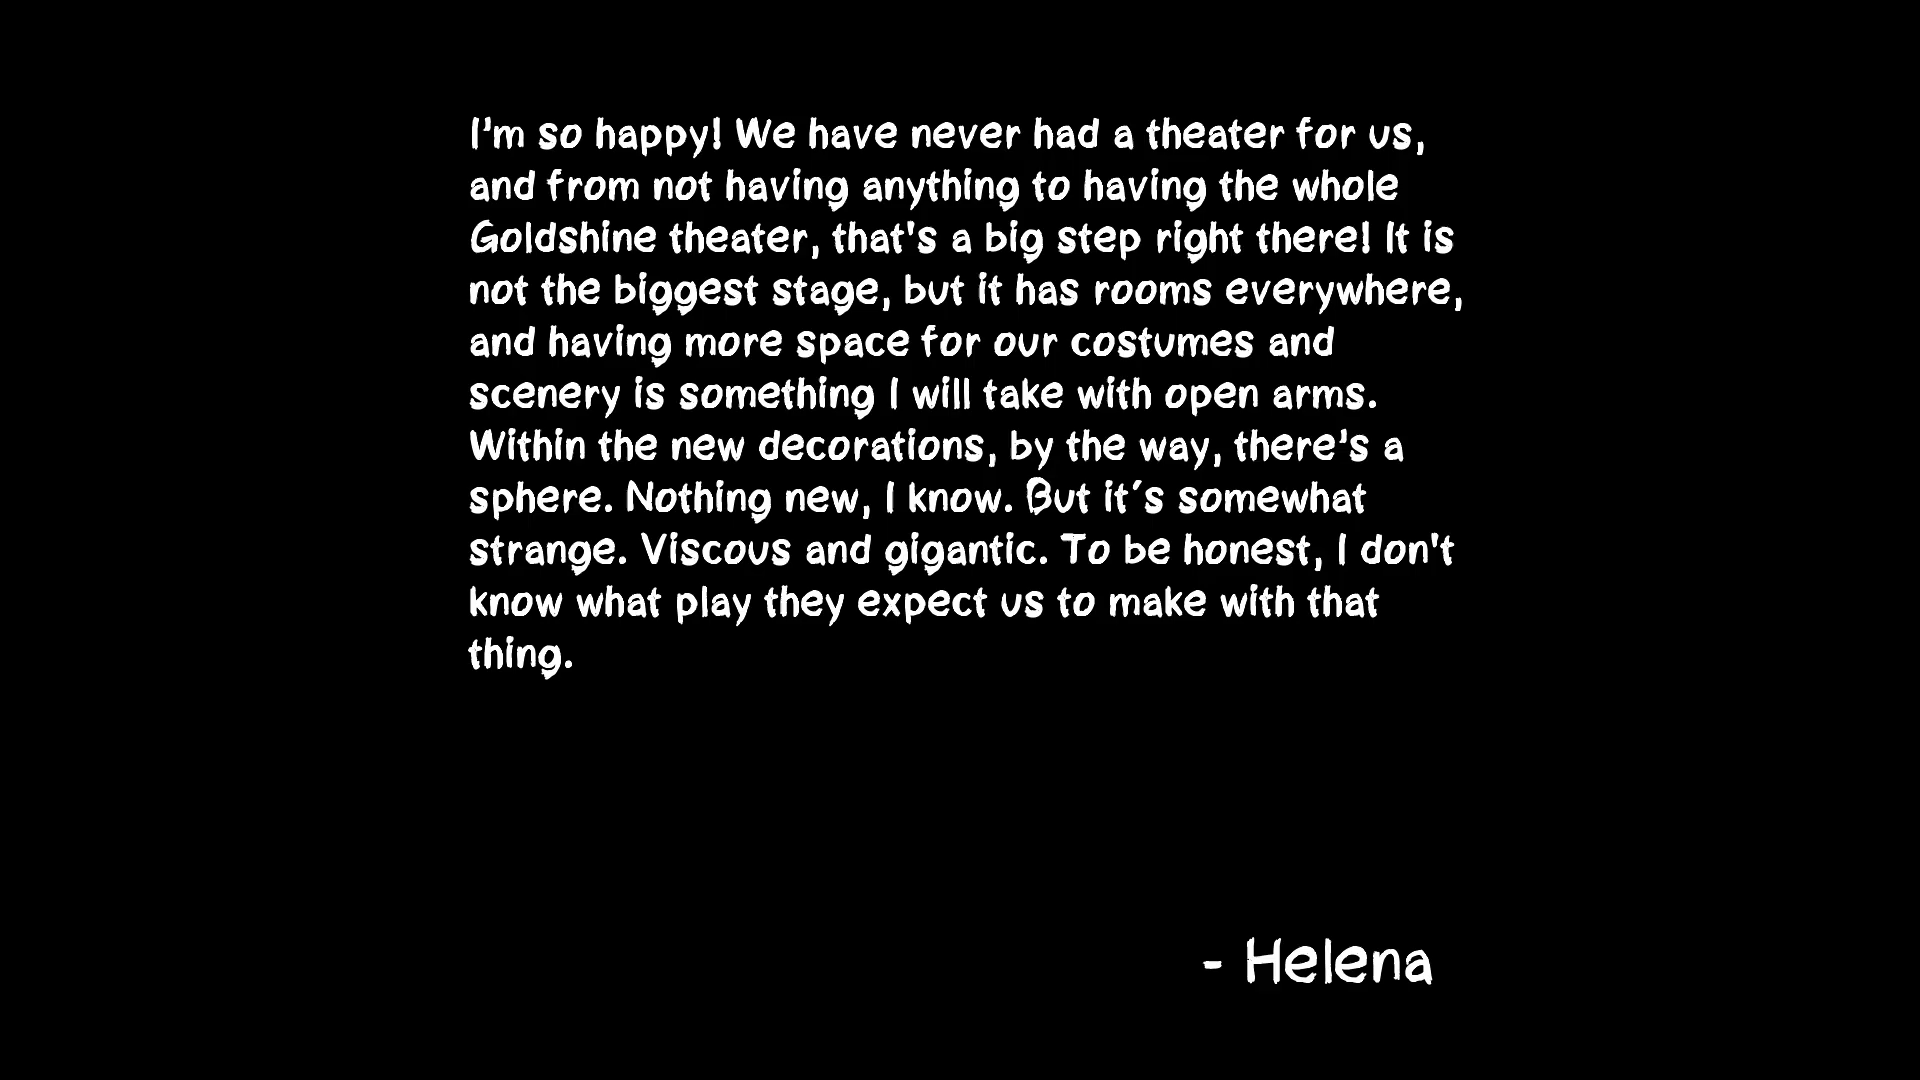 I'm so happy! We have never had a theater for us,
and from not having anything to having the whole
Goldshine theater, that's a big step right there! It is
not the biggest stage, but it has rooms everywhere,
and having more space for our costumes and
scenery is something I will take with open arms.
Within the new decorations, by the way, there's a
sphere. Nothing new, I know. But it´s somewhat
strange. Viscous and gigantic. To be honest, I don't
know what play they expect us to make with that
thing.
- Helena